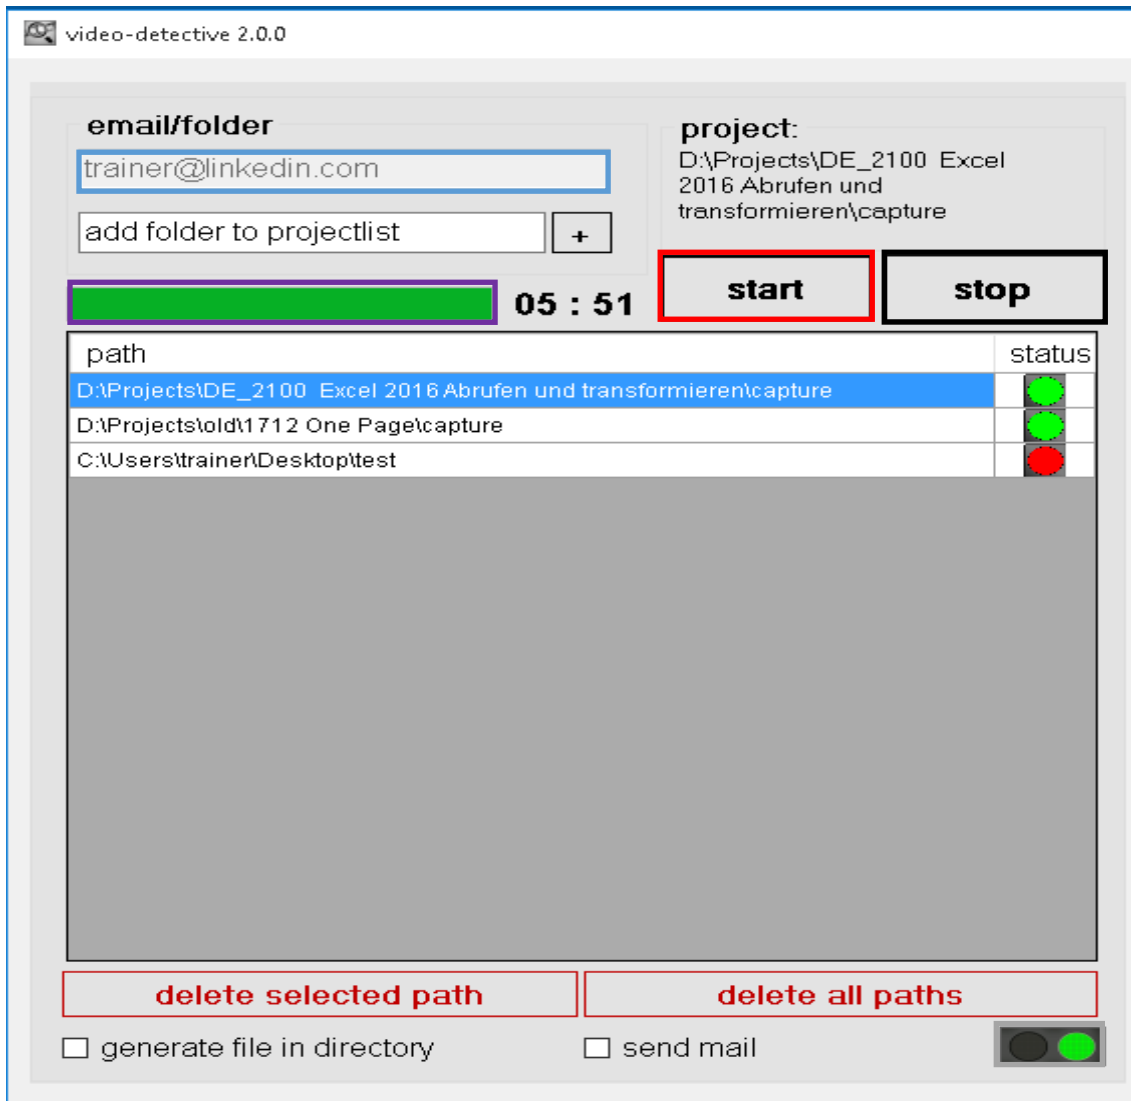 video-detective 2.0.0
email/folder
trainer@linkedin.com
add folder to projectlist
+
project:
D:\Projects\DE_2100  Excel
2016 Abrufen und
transformieren\capture
05 : 51
start
stop
path
status
D:\Projects\DE_2100  Excel 2016 Abrufen und transformieren\capture
D:\Projects\old\1712 One Page\capture
C:\Users\trainer\Desktop\test
delete selected path
delete all paths
generate file in directory
send mail